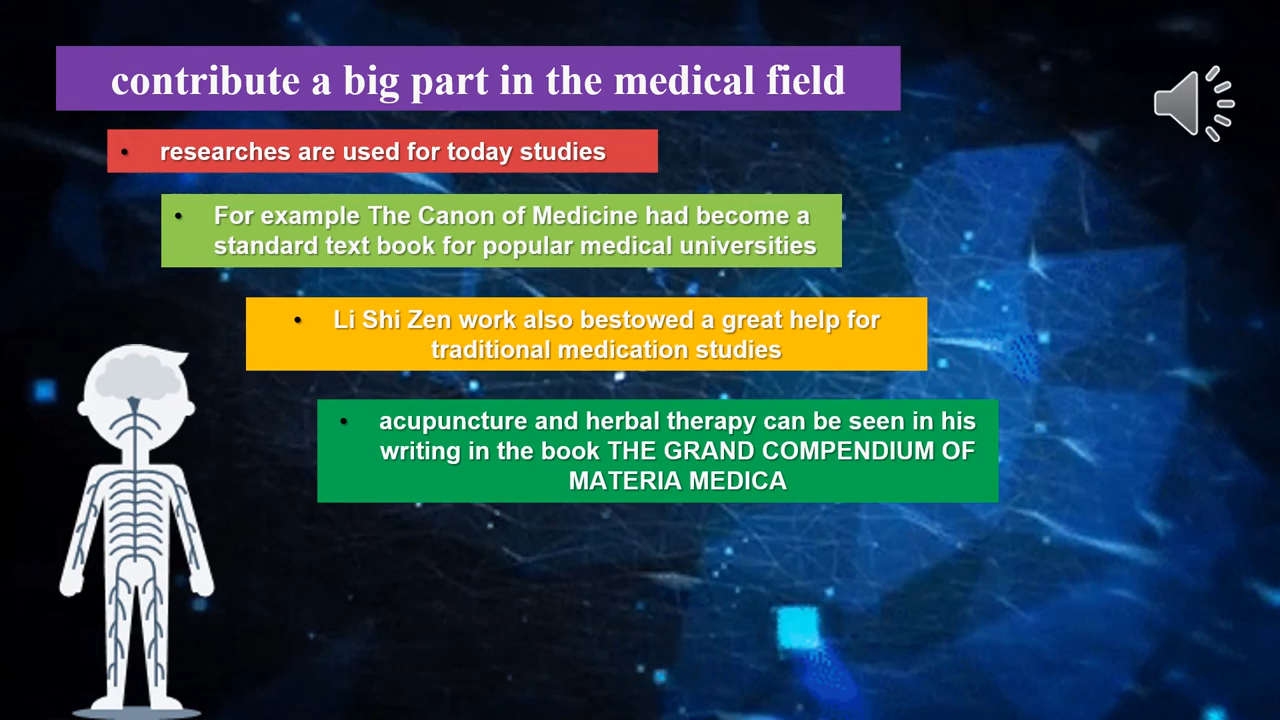 contribute a big part in the medical field
• researches are used for today studies
• For example The Canon of Medicine had become a
standard text book for popular medical universities
• Li Shi Zen work also bestowed a great help for
traditional medication studies
• acupuncture and herbal therapy can be seen in his
writing in the book THE GRAND COMPENDIUM OF
MATERIA MEDICA